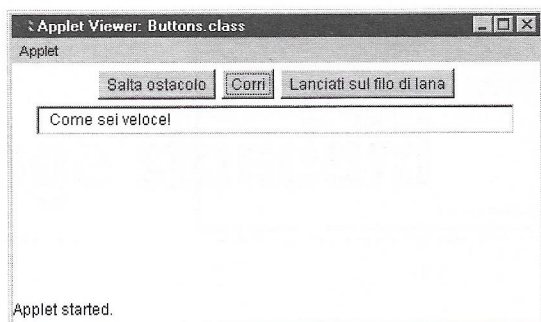 Applet Viewer: Buttons.class
Applet
Salta ostacolo Corri Lanciati sul filo di lana
Come sei veloce!
Applet started.